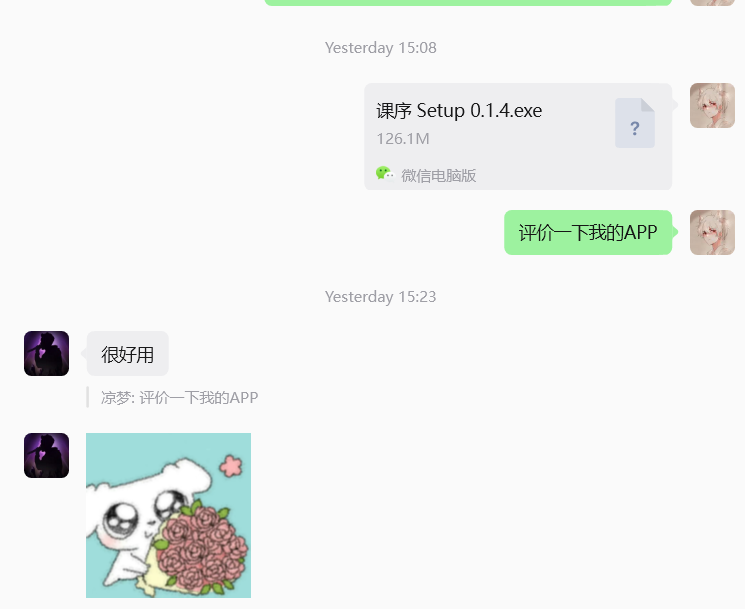 Yesterday 15:08
课序 Setup 0.1.4.exe
126.1M
?
微信电脑版
评价一下我的APP
Yesterday 15:23
很好用
凉梦: 评价一下我的APP